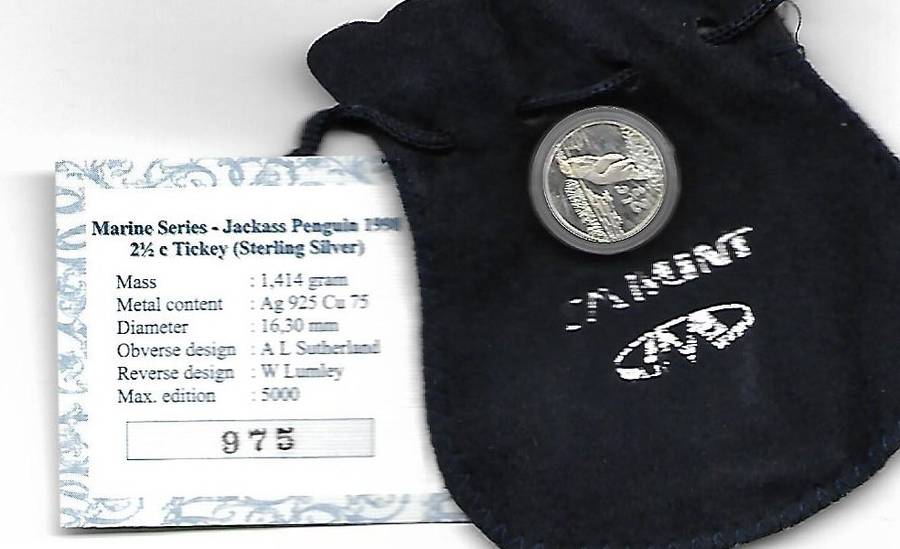 Marine Series - Jackass Penguin 1998
2½ c Tickey (Sterling Silver)
Mass : 1,414 gram
Metal content : Ag 925 Cu 75
Diameter : 16,30 mm
Obverse design : A L Sutherland
Reverse design : W Lumley
Max. edition : 5000
975
SA MINT